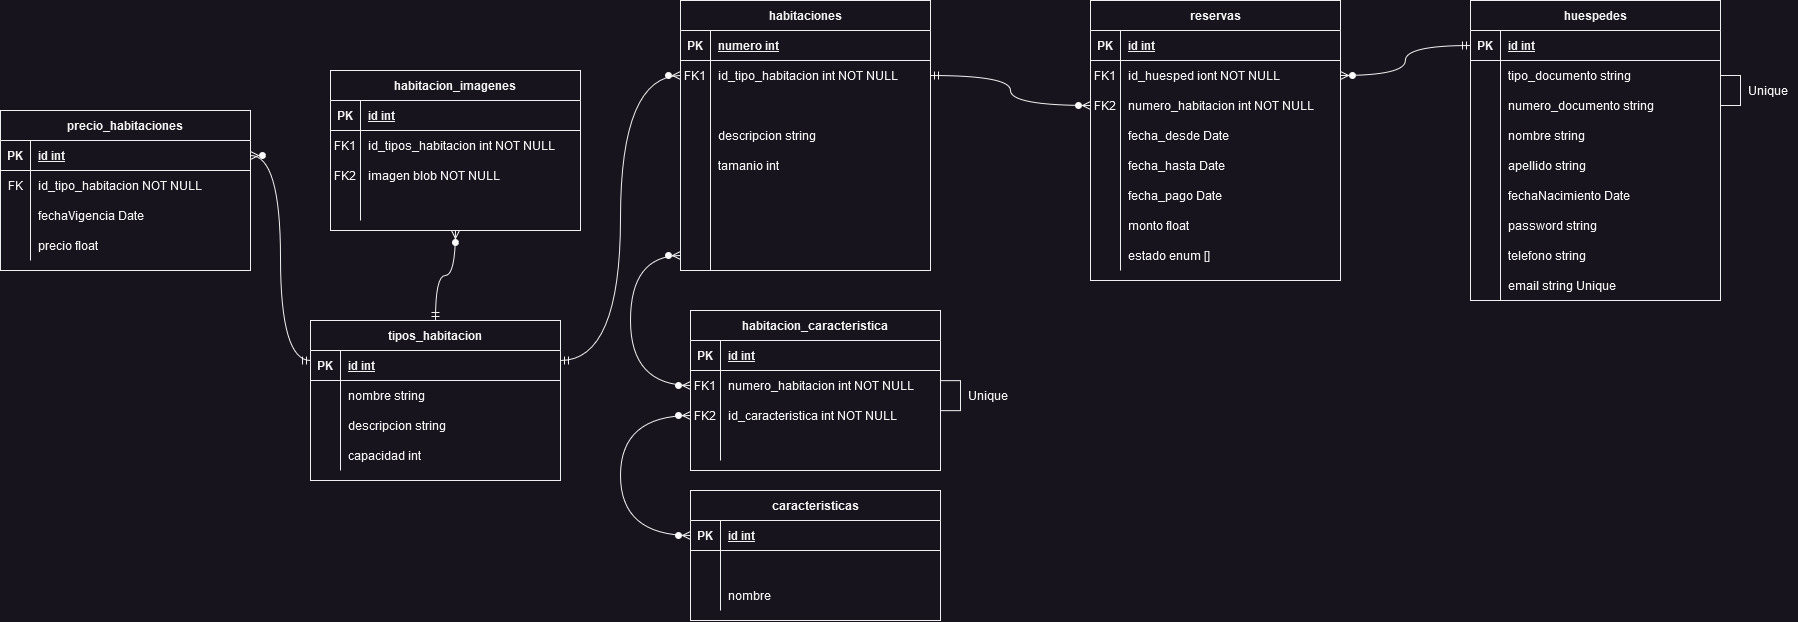 habitaciones
PK numero int
FK1 id_tipo_habitacion int NOT NULL
descripcion string
tamanio int
reservas
PK id int
FK1 id_huesped iont NOT NULL
FK2 numero_habitacion int NOT NULL
fecha_desde Date
fecha_hasta Date
fecha_pago Date
monto float
estado enum []
huespedes
PK id int
tipo_documento string
numero_documento string
Unique
nombre string
apellido string
fechaNacimiento Date
password string
telefono string
email string Unique
habitacion_imagenes
PK id int
FK1 id_tipos_habitacion int NOT NULL
FK2 imagen blob NOT NULL
precio_habitaciones
PK id int
FK id_tipo_habitacion NOT NULL
fechaVigencia Date
precio float
tipos_habitacion
PK id int
nombre string
descripcion string
capacidad int
habitacion_caracteristica
PK id int
FK1 numero_habitacion int NOT NULL
FK2 id_caracteristica int NOT NULL
Unique
caracteristicas
PK id int
nombre